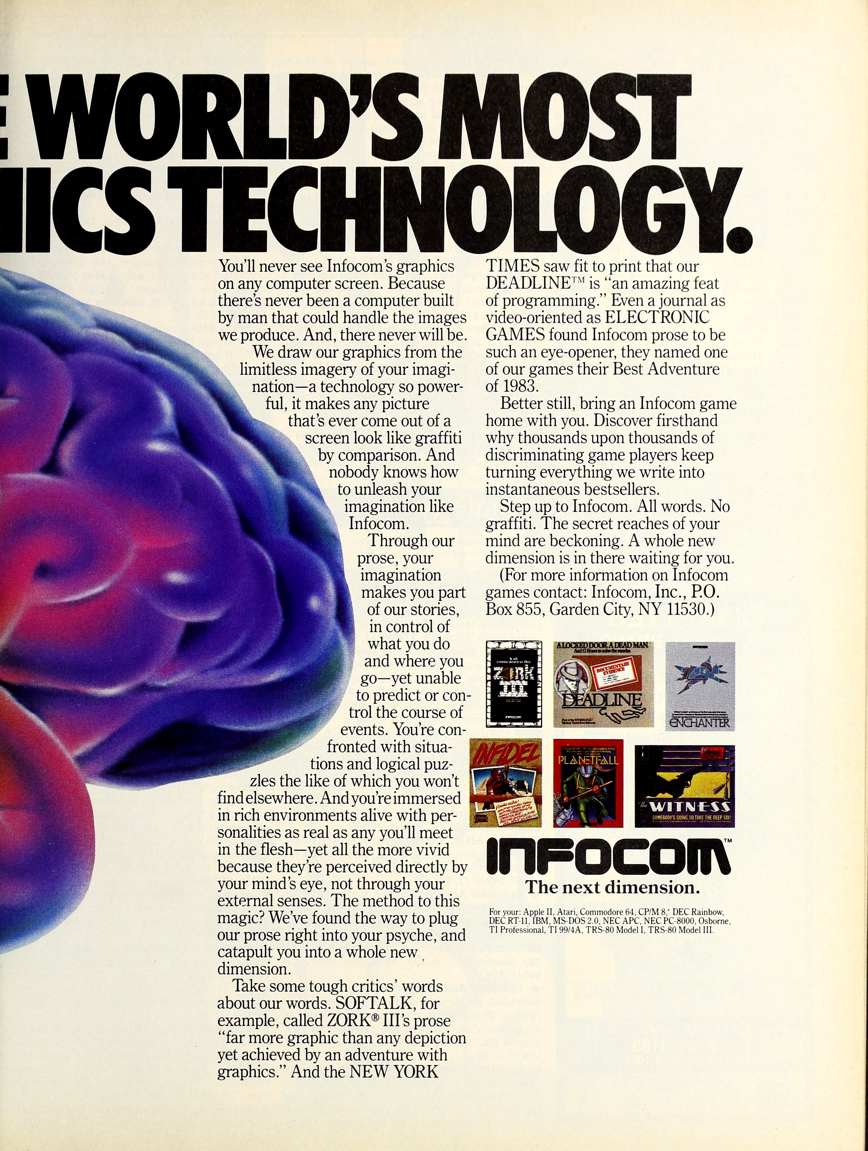 E WORLD'S MOST
ICS TECHNOLOGY.
You'll never see Infocom's graphics
on any computer screen. Because
there's never been a computer built
by man that could handle the images
we produce. And, there never will be.
We draw our graphics from the
limitless imagery of your imagi-
nation—a technology so power-
ful, it makes any picture
that's ever come out of a
screen look like graffiti
by comparison. And
nobody knows how
to unleash your
imagination like
Infocom.
Through our
prose, your
imagination
makes you part
of our stories,
in control of
what you do
and where you
go—yet unable
to predict or con-
trol the course of
events. You're con-
fronted with situa-
tions and logical puz-
zles the like of which you won't
find elsewhere. And you're immersed
in rich environments alive with per-
sonalities as real as any you'll meet
in the flesh—yet all the more vivid
because they're perceived directly by
your mind's eye, not through your
external senses. The method to this
magic? We've found the way to plug
our prose right into your psyche, and
catapult you into a whole new
dimension.
Take some tough critics' words
about our words. SOFTALK, for
example, called ZORK® III's prose
"far more graphic than any depiction
yet achieved by an adventure with
graphics." And the NEW YORK
TIMES saw fit to print that our
DEADLINE™ is "an amazing feat
of programming." Even a journal as
video-oriented as ELECTRONIC
GAMES found Infocom prose to be
such an eye-opener, they named one
of our games their Best Adventure
of 1983.
Better still, bring an Infocom game
home with you. Discover firsthand
why thousands upon thousands of
discriminating game players keep
turning everything we write into
instantaneous bestsellers.
Step up to Infocom. All words. No
graffiti. The secret reaches of your
mind are beckoning. A whole new
dimension is in there waiting for you.
(For more information on Infocom
games contact: Infocom, Inc., P.O.
Box 855, Garden City, NY 11530.)
ZORK
III
INFOCOM
A LOCKED DOOR. A DEAD MAN.
And 12 Hours to solve the murder.
DOCUMENTARY
EVIDENCE
DEADLINE
ENCHANTER
INFIDEL
PLANETFALL
THE
WITNESS
SOMEBODY'S GOING TO TAKE THE DEEP SIX!
INFOCOM™
The next dimension.
For your: Apple II, Atari, Commodore 64, CP/M 8," DEC Rainbow,
DEC RT-11, IBM, MS-DOS 2.0, NEC APC, NEC PC-8000, Osborne,
TI Professional, TI 99/4A, TRS-80 Model I, TRS-80 Model III.